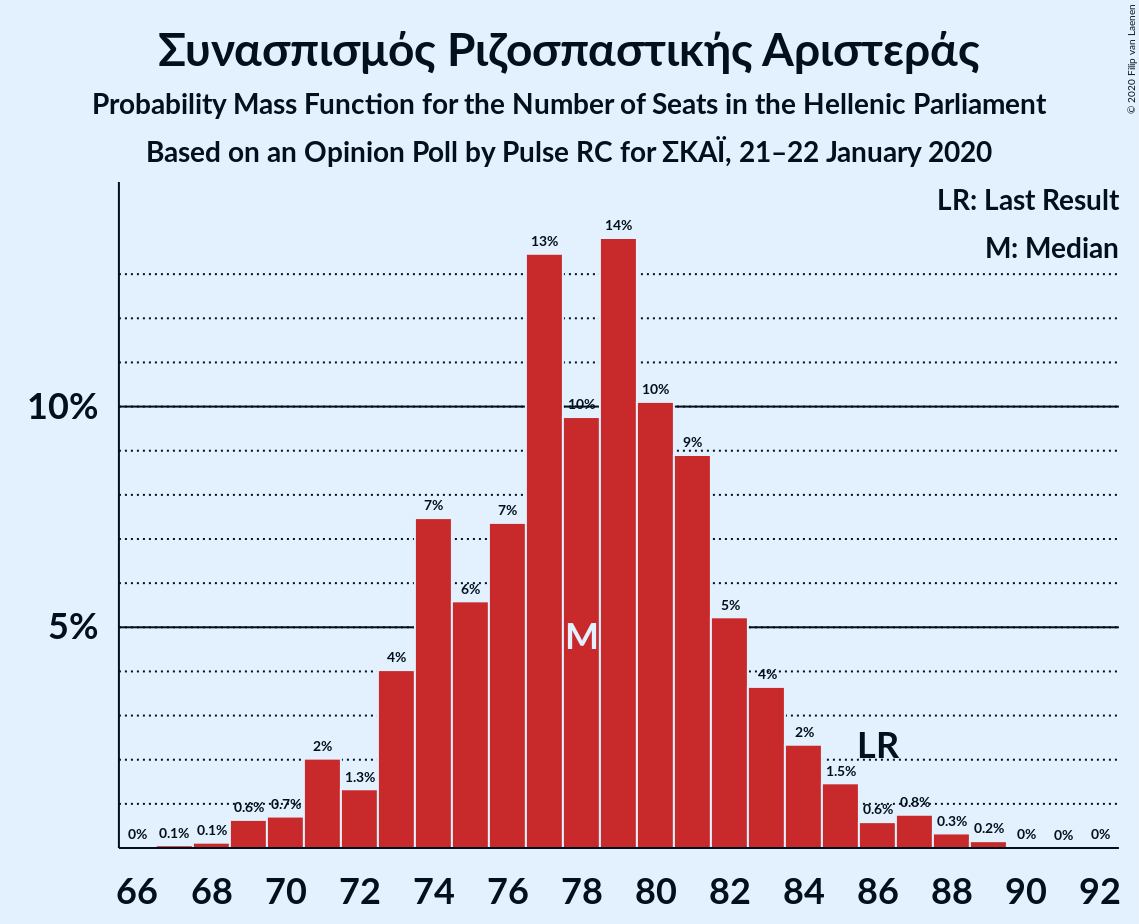 Συνασπισμός Ριζοσπαστικής Αριστεράς
Probability Mass Function for the Number of Seats in the Hellenic Parliament
Based on an Opinion Poll by Pulse RC for ΣΚΑΪ, 21–22 January 2020
© 2020 Filip van Laenen
LR: Last Result
M: Median
10%
5%
0% 0.1% 0.1% 0.6% 0.7% 2% 1.3% 4% 7% 6% 7% 13% 10% 14% 10% 9% 5% 4% 2% 1.5% 0.6% 0.8% 0.3% 0.2% 0% 0% 0%
M
LR
66 68 70 72 74 76 78 80 82 84 86 88 90 92